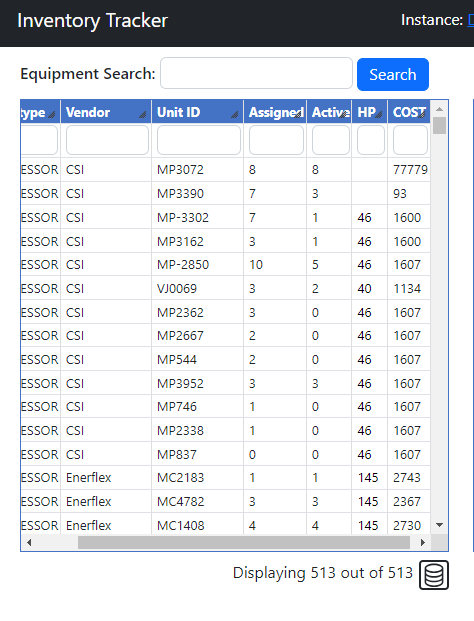 Inventory Tracker Instance:
Equipment Search: Search
ype Vendor Unit ID Assigned Active HP COST
ESSOR CSI MP3072 8 8 77779
ESSOR CSI MP3390 7 3 93
ESSOR CSI MP-3302 7 1 46 1600
ESSOR CSI MP3162 3 1 46 1600
ESSOR CSI MP-2850 10 5 46 1607
ESSOR CSI VJ0069 3 2 40 1134
ESSOR CSI MP2362 3 0 46 1607
ESSOR CSI MP2667 2 0 46 1607
ESSOR CSI MP544 2 0 46 1607
ESSOR CSI MP3952 3 3 46 1607
ESSOR CSI MP746 1 0 46 1607
ESSOR CSI MP2338 1 0 46 1607
ESSOR CSI MP837 0 0 46 1607
ESSOR Enerflex MC2183 1 1 145 2743
ESSOR Enerflex MC4782 3 3 145 2367
ESSOR Enerflex MC1408 4 4 145 2730
Displaying 513 out of 513